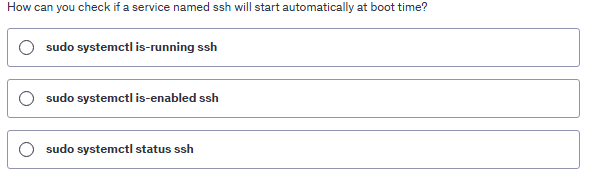 How can you check if a service named ssh will start automatically at boot time?
sudo systemctl is-running ssh
sudo systemctl is-enabled ssh
sudo systemctl status ssh